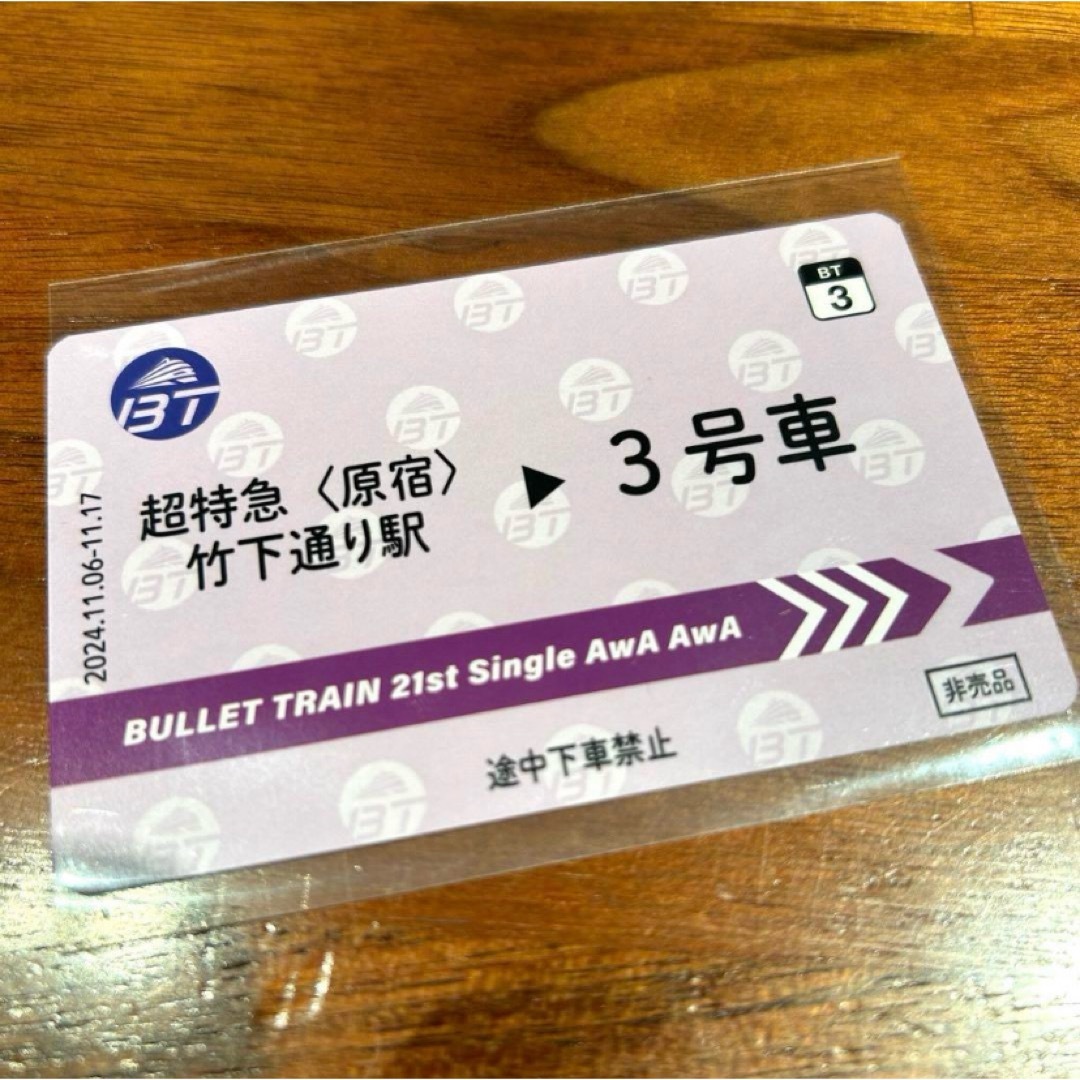 BT
3
BT
超特急〈原宿〉
竹下通り駅
▶ 3号車
2024.11.06-11.17
BULLET TRAIN 21st Single AwA AwA
非売品
途中下車禁止